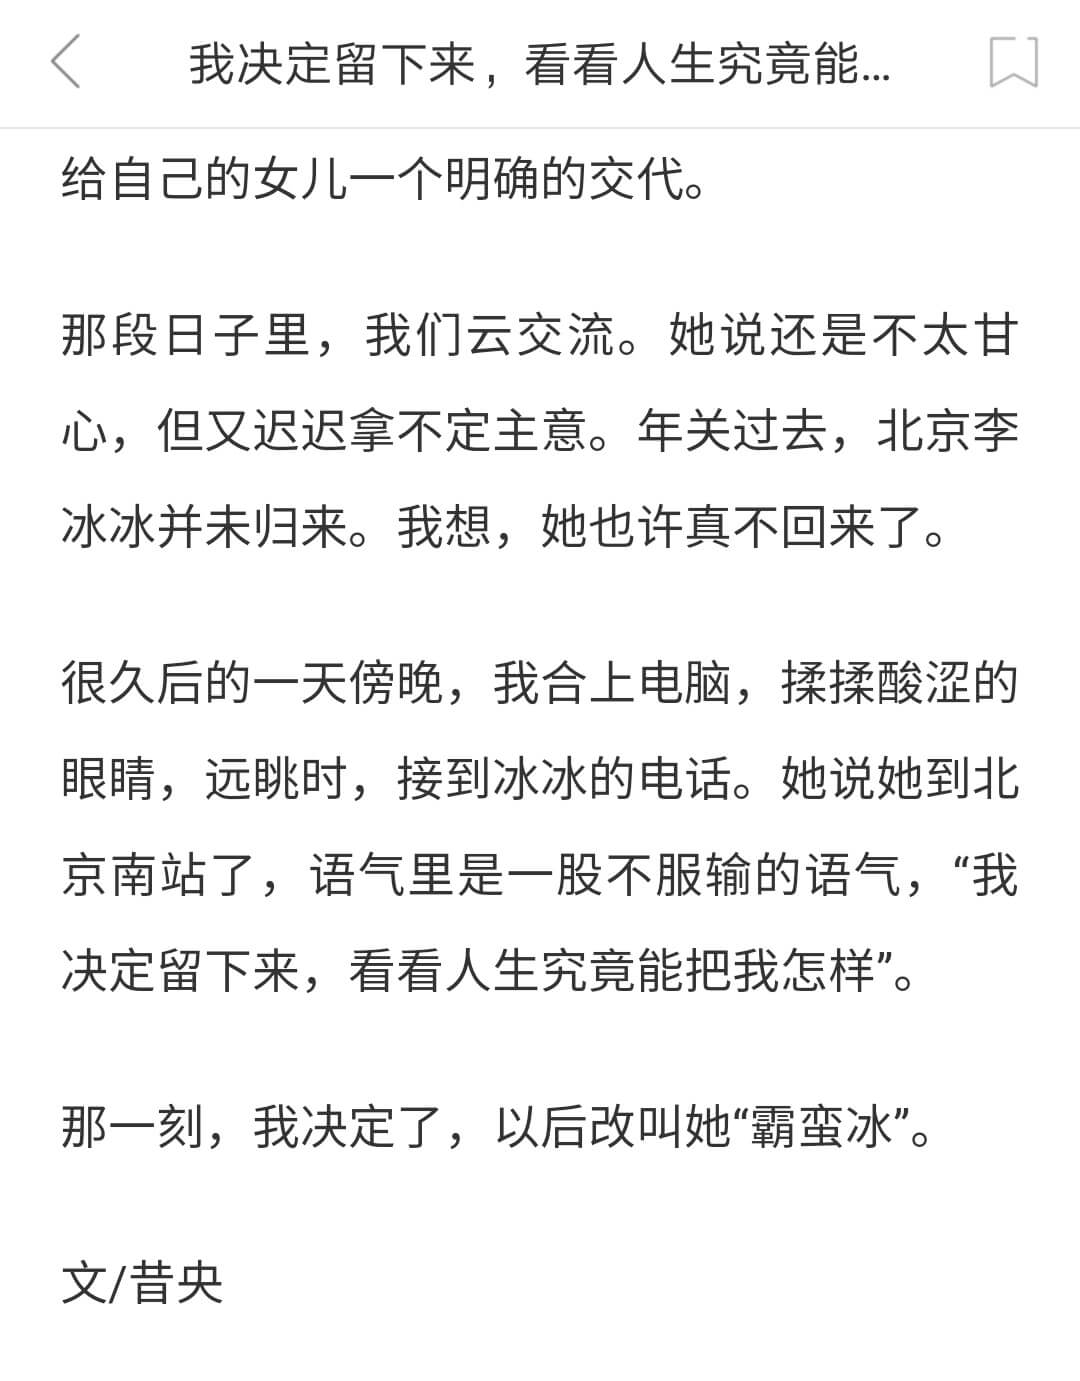 我决定留下来，看看人生究竟能...
给自己的女儿一个明确的交代。
那段日子里，我们云交流。她说还是不太甘
心，但又迟迟拿不定主意。年关过去，北京李
冰冰并未归来。我想，她也许真不回来了。
很久后的一天傍晚，我合上电脑，揉揉酸涩的
眼睛，远眺时，接到冰冰的电话。她说她到北
京南站了，语气里是一股不服输的语气，“我
决定留下来，看看人生究竟能把我怎样”。
那一刻，我决定了，以后改叫她“霸蛮冰”。
文/昔央